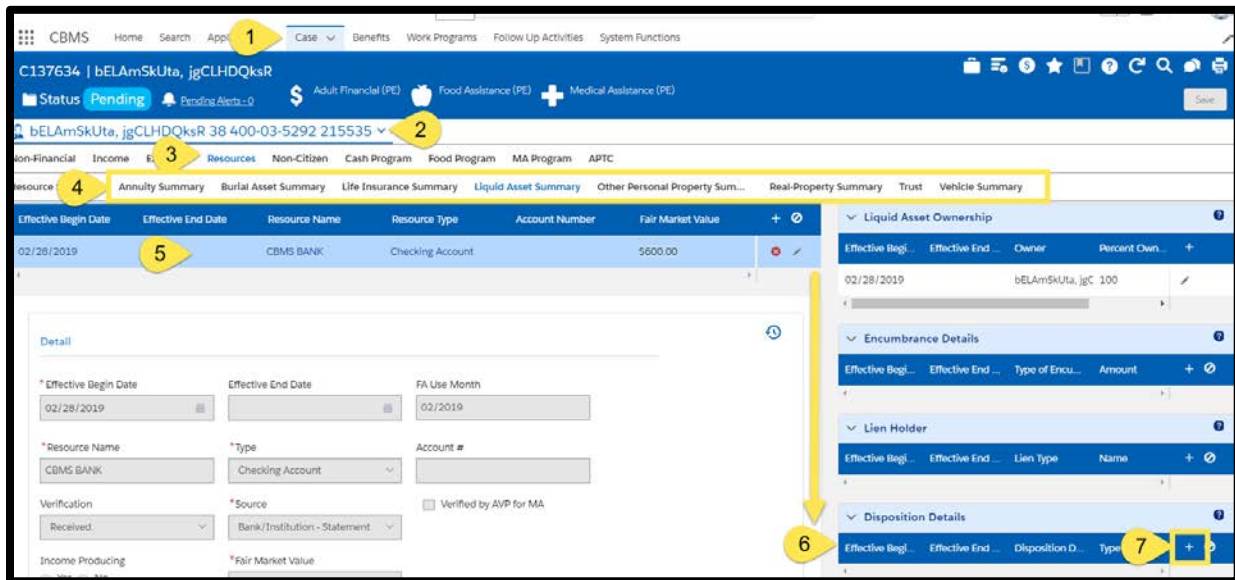 CBMS Home Search Case Benefits Work Programs Follow Up Activities System Functions
1
C137634 | bELAmSkUta, jgCLHDQksR
Status Pending Pending Alerts - 0 Adult Financial (PE) Food Assistance (PE) Medical Assistance (PE) Save
bELAmSkUta, jgCLHDQksR 38 400-03-5292 215535 2
Income 3 Resources Non-Citizen Cash Program Food Program MA Program APTC
4 Annuity Summary Burial Asset Summary Life Insurance Summary Liquid Asset Summary Other Personal Property Sum... Real-Property Summary Trust Vehicle Summary
Effective Begin Date Effective End Date Resource Name Resource Type Account Number Fair Market Value
02/28/2019 5 CBMS BANK Checking Account $600.00
Liquid Asset Ownership
Effective Begi... Effective End ... Owner Percent Own...
02/28/2019 bELAmSkUta, jgC 100
Detail
* Effective Begin Date Effective End Date FA Use Month
02/28/2019 02/2019
* Resource Name * Type Account #
CBMS BANK Checking Account
Verification * Source Verified by AVP for MA
Received Bank/Institution - Statement
Income Producing * Fair Market Value
Yes No
Encumbrance Details
Effective Begi... Effective End ... Type of Encu... Amount
Lien Holder
Effective Begi... Effective End ... Lien Type Name
Disposition Details
6 Effective Begi... Effective End ... Disposition D... Type 7 +